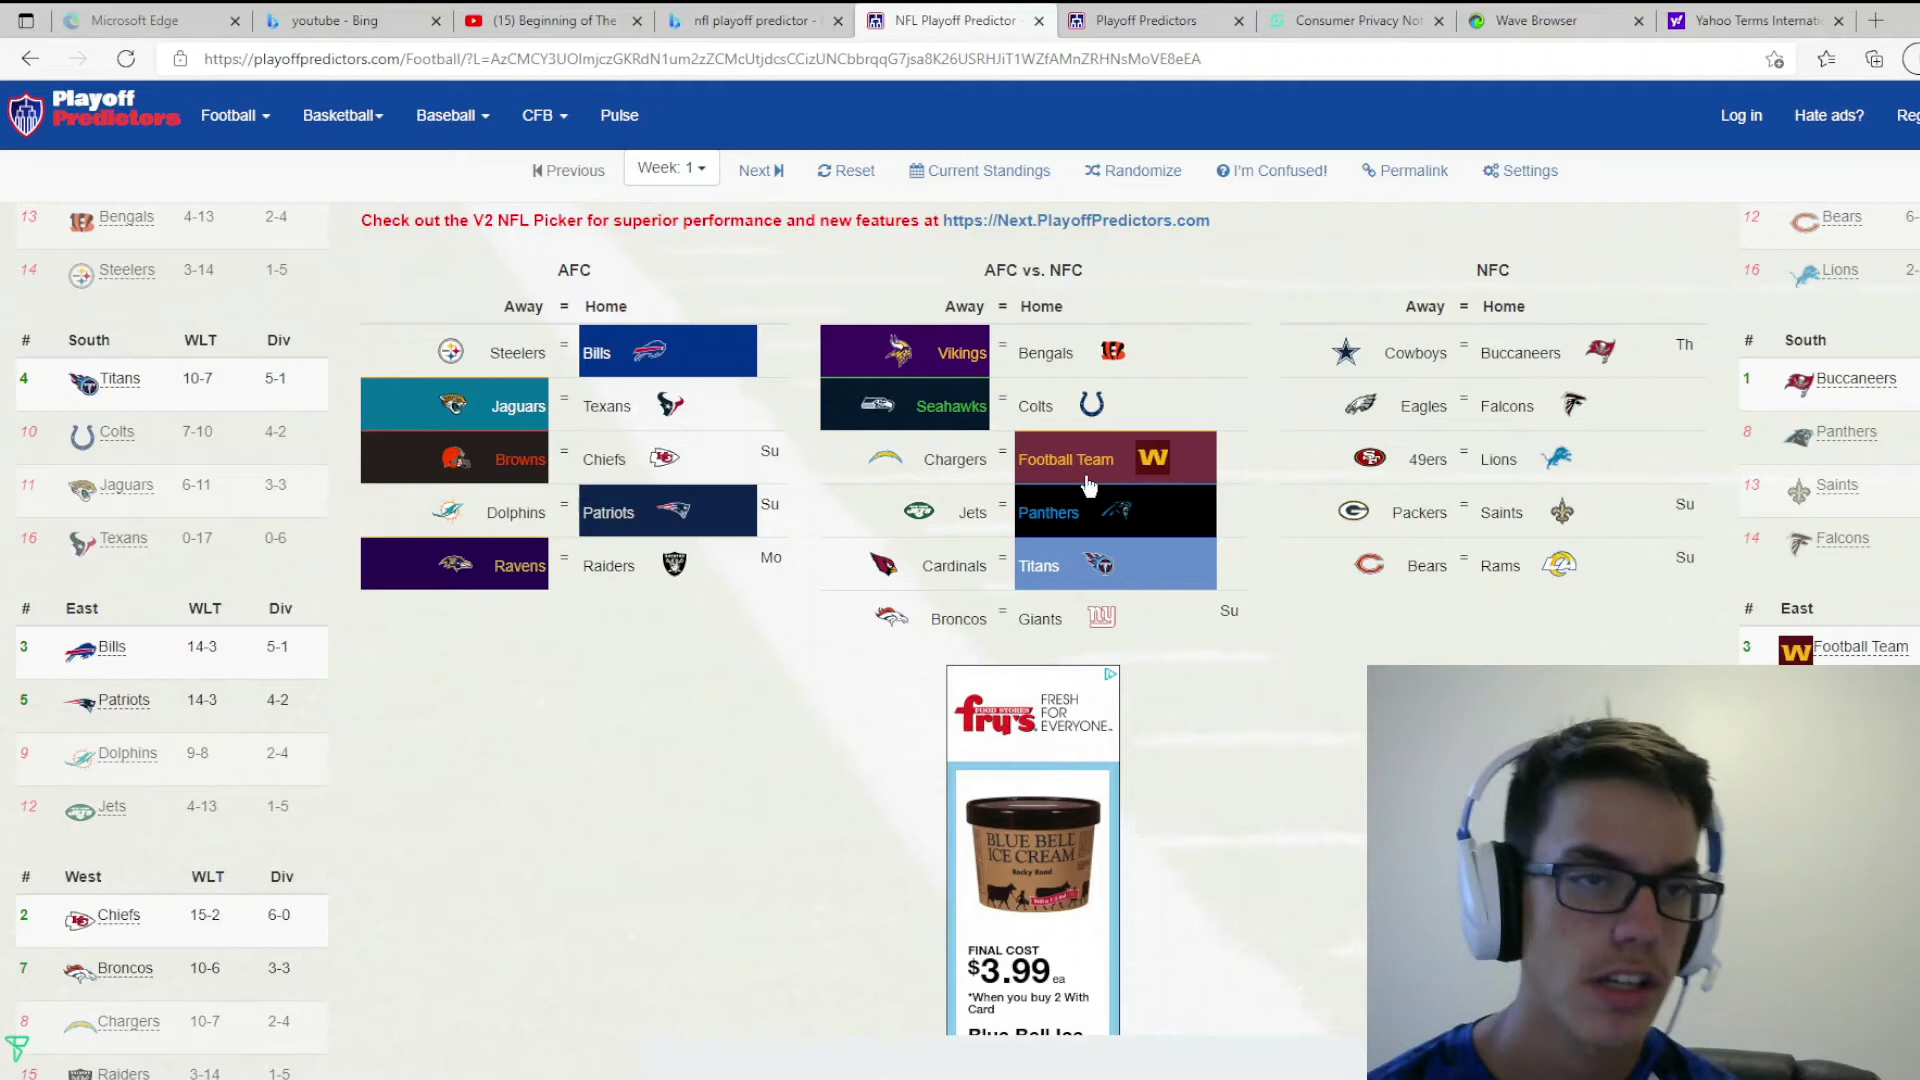 Microsoft Edge
youtube - Bing
(15) Beginning of The
nfl playoff predictor -
NFL Playoff Predictor -
Playoff Predictors
Consumer Privacy Not
Wave Browser
Yahoo Terms Internati
https://playoffpredictors.com/Football/?L=AzCMCY3UOImjczGKRdN1um2zZCMcUtjdcsCCizUNCbbrqqG7jsa8K26USRHJiT1WZfAMnZRHNsMoVE8eEA
Playoff
Predictors
Football
Basketball
Baseball
CFB
Pulse
Log in
Hate ads?
Reg
Previous
Week: 1
Next
Reset
Current Standings
Randomize
I'm Confused!
Permalink
Settings
Check out the V2 NFL Picker for superior performance and new features at https://Next.PlayoffPredictors.com
13 Bengals 4-13 2-4
14 Steelers 3-14 1-5
# South WLT Div
4 Titans 10-7 5-1
10 Colts 7-10 4-2
11 Jaguars 6-11 3-3
16 Texans 0-17 0-6
# East WLT Div
3 Bills 14-3 5-1
5 Patriots 14-3 4-2
9 Dolphins 9-8 2-4
12 Jets 4-13 1-5
# West WLT Div
2 Chiefs 15-2 6-0
7 Broncos 10-6 3-3
8 Chargers 10-7 2-4
15 Raiders 3-14 1-5
AFC
Away = Home
Steelers = Bills
Jaguars = Texans
Browns = Chiefs Su
Dolphins = Patriots Su
Ravens = Raiders Mo
AFC vs. NFC
Away = Home
Vikings = Bengals
Seahawks = Colts
Chargers = Football Team W
Jets = Panthers
Cardinals = Titans
Broncos = Giants ny Su
NFC
Away = Home
Cowboys = Buccaneers Th
Eagles = Falcons
49ers = Lions
Packers = Saints Su
Bears = Rams Su
12 Bears 6-
16 Lions 2-
# South
1 Buccaneers
8 Panthers
13 Saints
14 Falcons
# East
3 W Football Team
fry's
FOOD STORES
FRESH
FOR
EVERYONE
BLUE BELL
ICE CREAM
Rocky Road
FINAL COST
$3.99 ea
*When you buy 2 With
Card
Blue Bell Ice